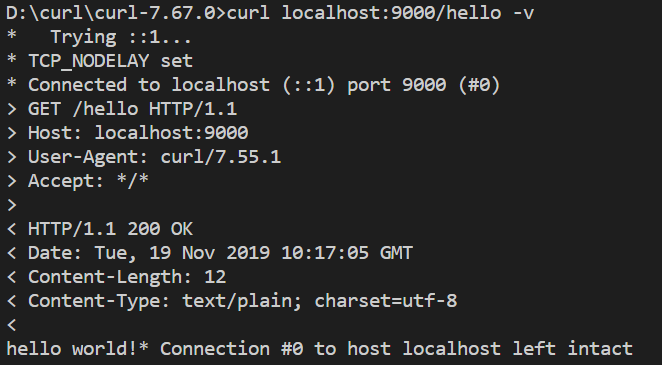 D:\curl\curl-7.67.0>curl localhost:9000/hello -v
*   Trying ::1...
* TCP_NODELAY set
* Connected to localhost (::1) port 9000 (#0)
> GET /hello HTTP/1.1
> Host: localhost:9000
> User-Agent: curl/7.55.1
> Accept: */*
>
< HTTP/1.1 200 OK
< Date: Tue, 19 Nov 2019 10:17:05 GMT
< Content-Length: 12
< Content-Type: text/plain; charset=utf-8
<
hello world!* Connection #0 to host localhost left intact